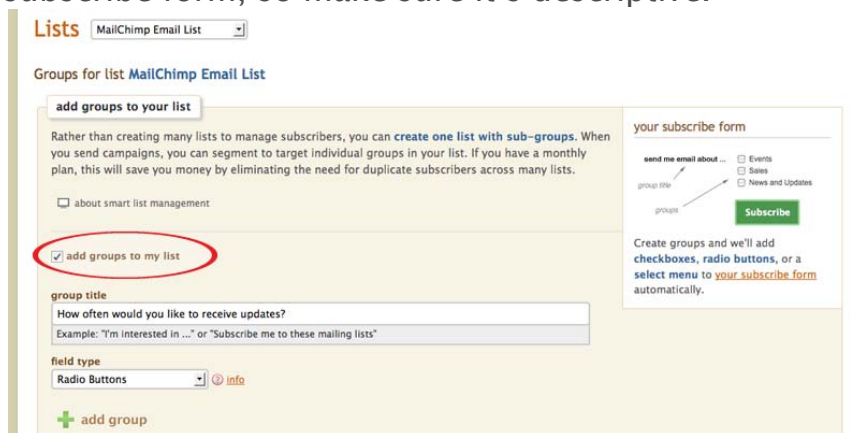 subscribe form, so make sure it's descriptive.
Lists MailChimp Email List
Groups for list MailChimp Email List
add groups to your list
Rather than creating many lists to manage subscribers, you can create one list with sub-groups. When
you send campaigns, you can segment to target individual groups in your list. If you have a monthly
plan, this will save you money by eliminating the need for duplicate subscribers across many lists.
about smart list management
add groups to my list
group title
How often would you like to receive updates?
Example: "I'm interested in ..." or "Subscribe me to these mailing lists"
field type
Radio Buttons info
add group
your subscribe form
send me email about ... Events
Sales
group title News and Updates
groups Subscribe
Create groups and we'll add
checkboxes, radio buttons, or a
select menu to your subscribe form
automatically.